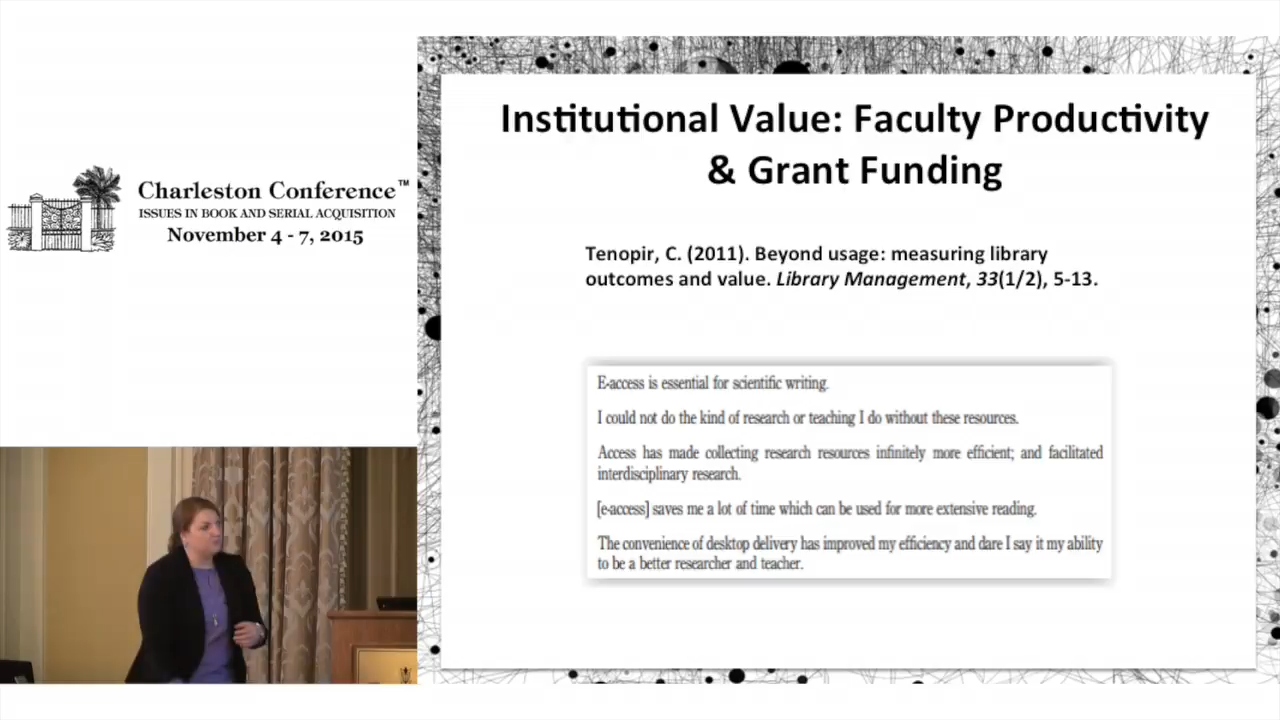 Charleston Conference™
ISSUES IN BOOK AND SERIAL ACQUISITION
November 4 - 7, 2015
Institutional Value: Faculty Productivity
& Grant Funding
Tenopir, C. (2011). Beyond usage: measuring library
outcomes and value. Library Management, 33(1/2), 5-13.
E-access is essential for scientific writing.
I could not do the kind of research or teaching I do without these resources.
Access has made collecting research resources infinitely more efficient; and facilitated
interdisciplinary research.
[e-access] saves me a lot of time which can be used for more extensive reading.
The convenience of desktop delivery has improved my efficiency and dare I say it my ability
to be a better researcher and teacher.